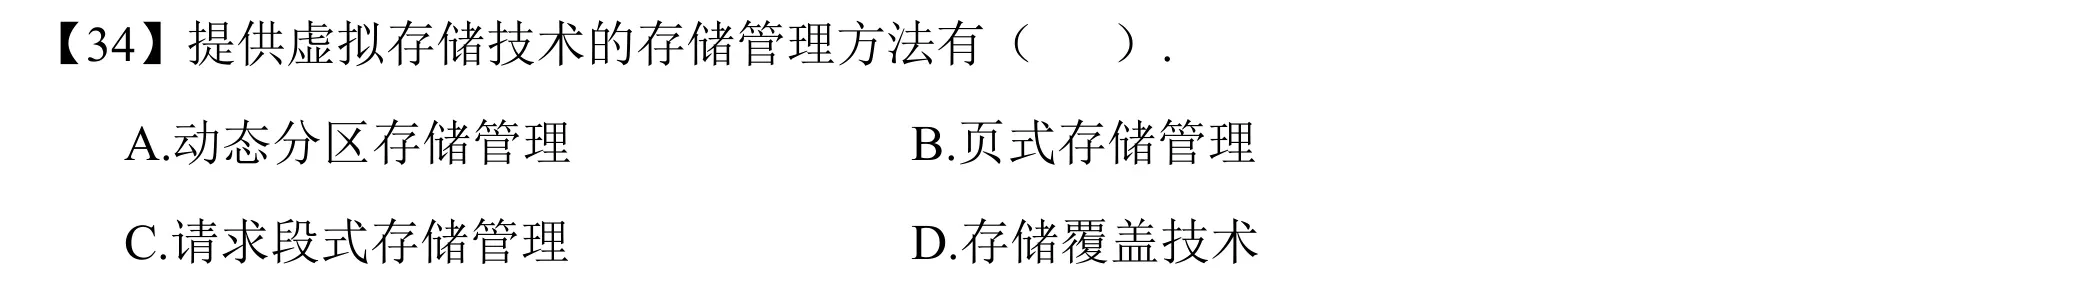 【34】提供虚拟存储技术的存储管理方法有（　　）.
A.动态分区存储管理　　B.页式存储管理
C.请求段式存储管理　　D.存储覆盖技术